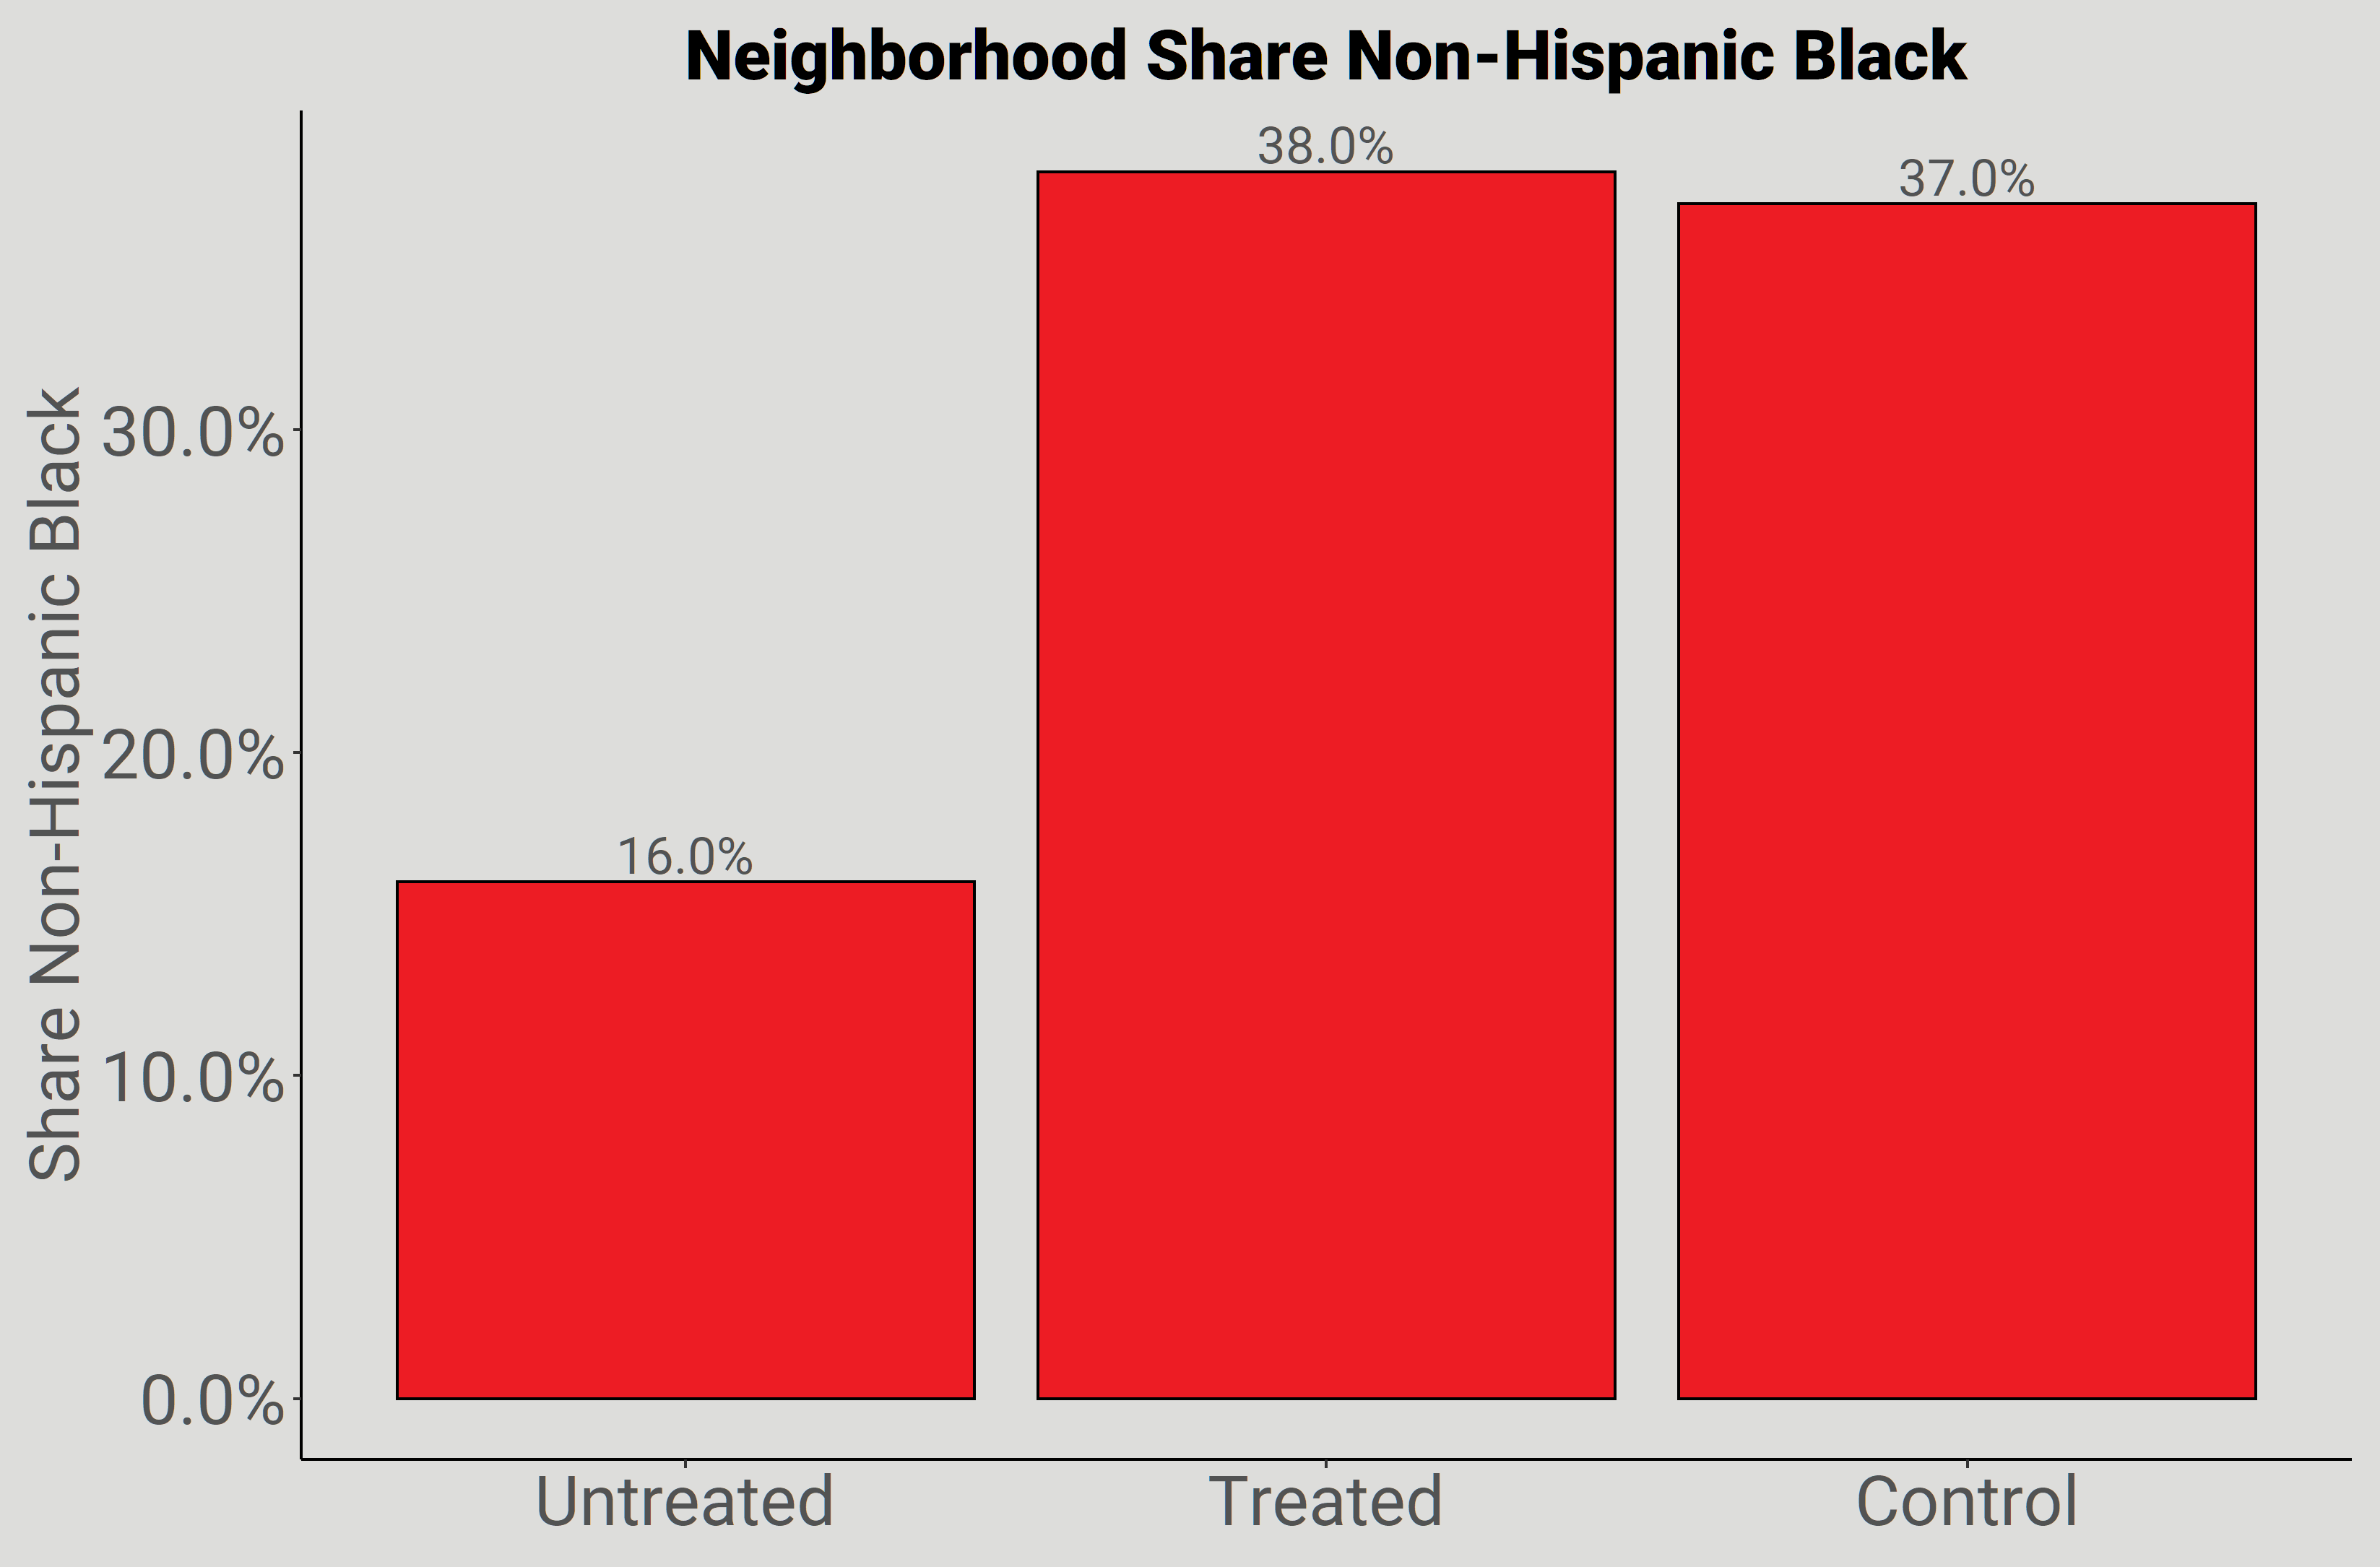 Neighborhood Share Non-Hispanic Black
Share Non-Hispanic Black
30.0%
20.0%
10.0%
0.0%
16.0%
38.0%
37.0%
Untreated
Treated
Control